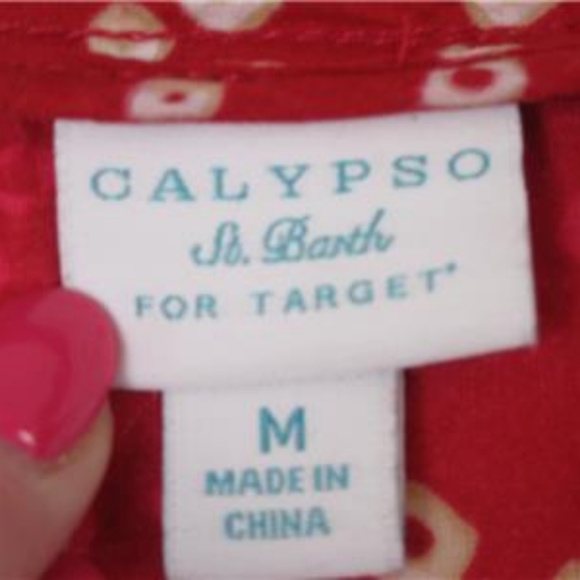 CALYPSO
St. Barth
FOR TARGET*
M
MADE IN
CHINA